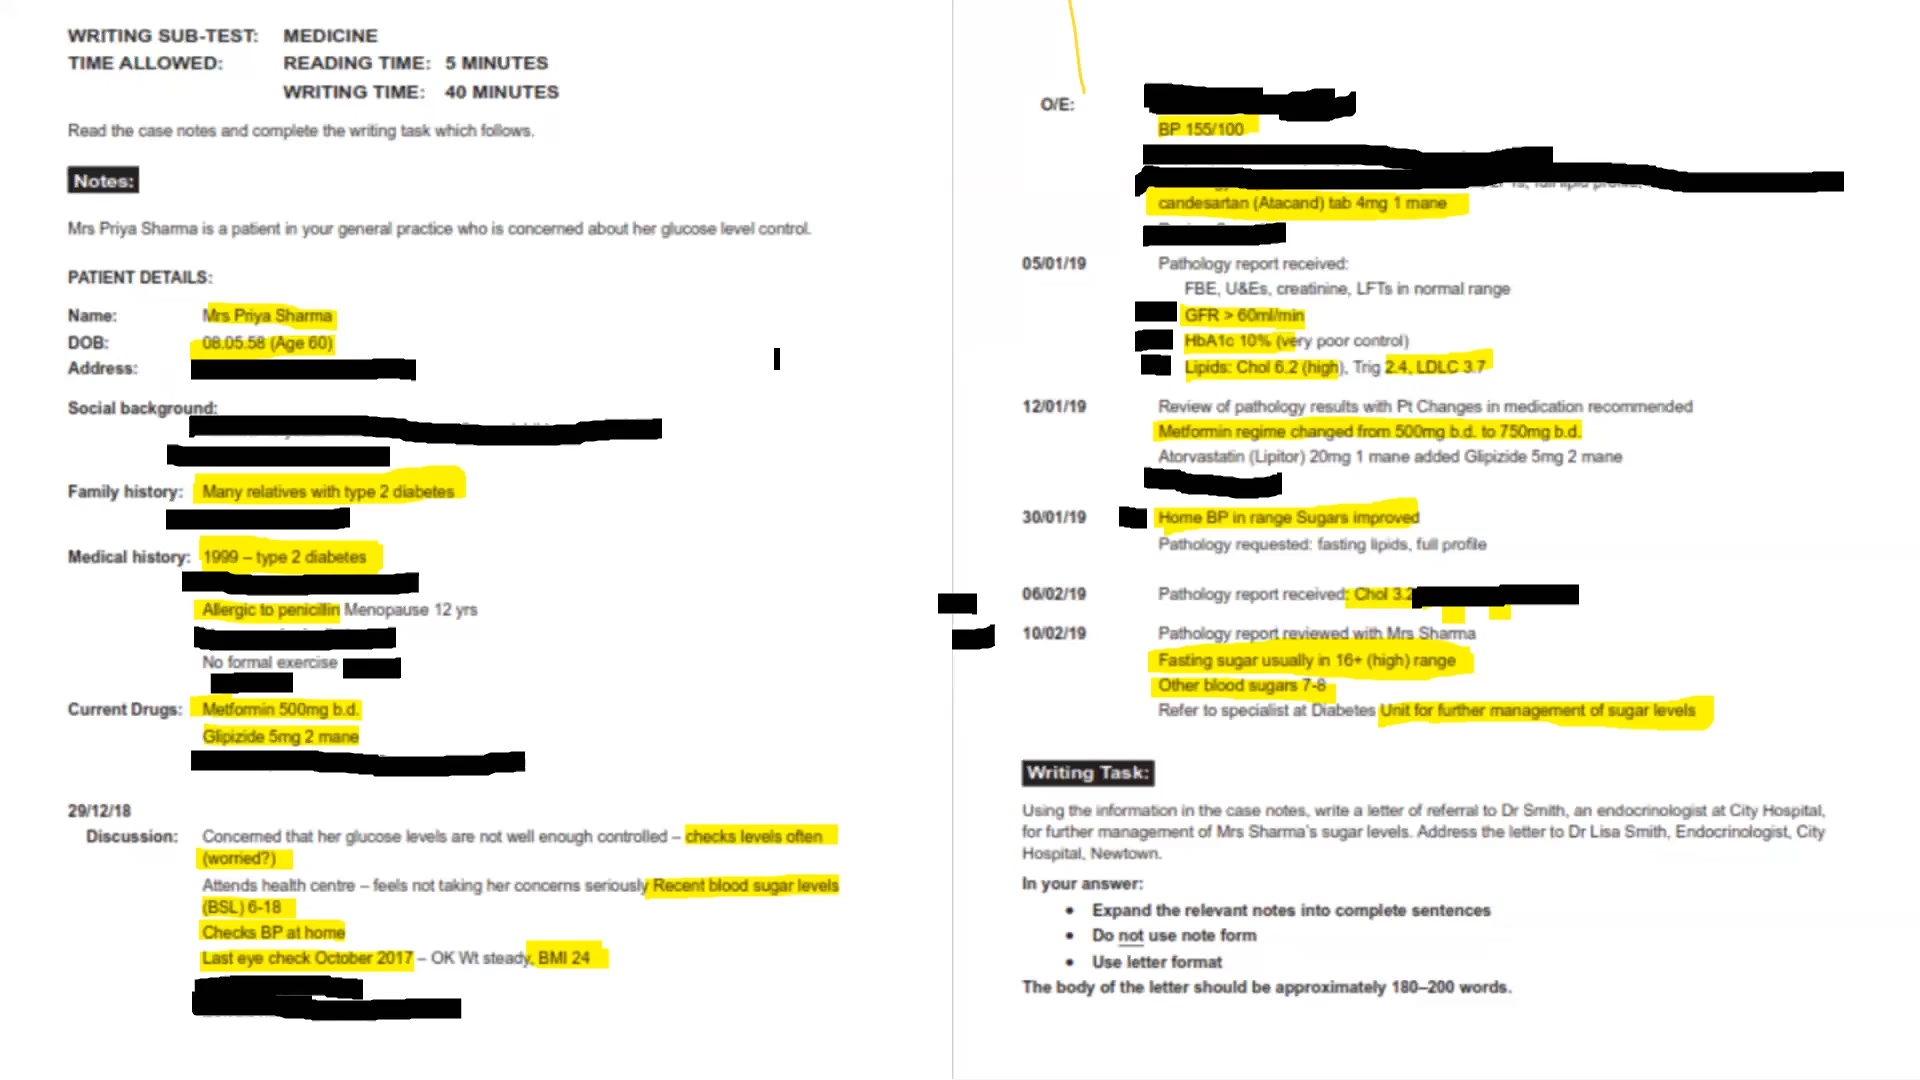 WRITING SUB-TEST: MEDICINE
TIME ALLOWED: READING TIME: 5 MINUTES
WRITING TIME: 40 MINUTES
Read the case notes and complete the writing task which follows.
Notes:
Mrs Priya Sharma is a patient in your general practice who is concerned about her glucose level control.
PATIENT DETAILS:
Name: Mrs Priya Sharma
DOB: 08.05.58 (Age 60)
Address:
Social background:
Family history: Many relatives with type 2 diabetes
Medical history: 1999 – type 2 diabetes
Allergic to penicillin Menopause 12 yrs
No formal exercise
Current Drugs: Metformin 500mg b.d.
Glipizide 5mg 2 mane
29/12/18
Discussion: Concerned that her glucose levels are not well enough controlled – checks levels often
(worried?)
Attends health centre – feels not taking her concerns seriously Recent blood sugar levels
(BSL) 6-18
Checks BP at home
Last eye check October 2017 – OK Wt steady, BMI 24
O/E:
BP 155/100
candesartan (Atacand) tab 4mg 1 mane
05/01/19 Pathology report received:
FBE, U&Es, creatinine, LFTs in normal range
GFR > 60ml/min
HbA1c 10% (very poor control)
Lipids: Chol 6.2 (high), Trig 2.4, LDLC 3.7
12/01/19 Review of pathology results with Pt Changes in medication recommended
Metformin regime changed from 500mg b.d. to 750mg b.d.
Atorvastatin (Lipitor) 20mg 1 mane added Glipizide 5mg 2 mane
30/01/19 Home BP in range Sugars improved
Pathology requested: fasting lipids, full profile
06/02/19 Pathology report received: Chol 3.2
10/02/19 Pathology report reviewed with Mrs Sharma
Fasting sugar usually in 16+ (high) range
Other blood sugars 7-8
Refer to specialist at Diabetes Unit for further management of sugar levels
Writing Task:
Using the information in the case notes, write a letter of referral to Dr Smith, an endocrinologist at City Hospital,
for further management of Mrs Sharma's sugar levels. Address the letter to Dr Lisa Smith, Endocrinologist, City
Hospital, Newtown.
In your answer:
• Expand the relevant notes into complete sentences
• Do not use note form
• Use letter format
The body of the letter should be approximately 180–200 words.